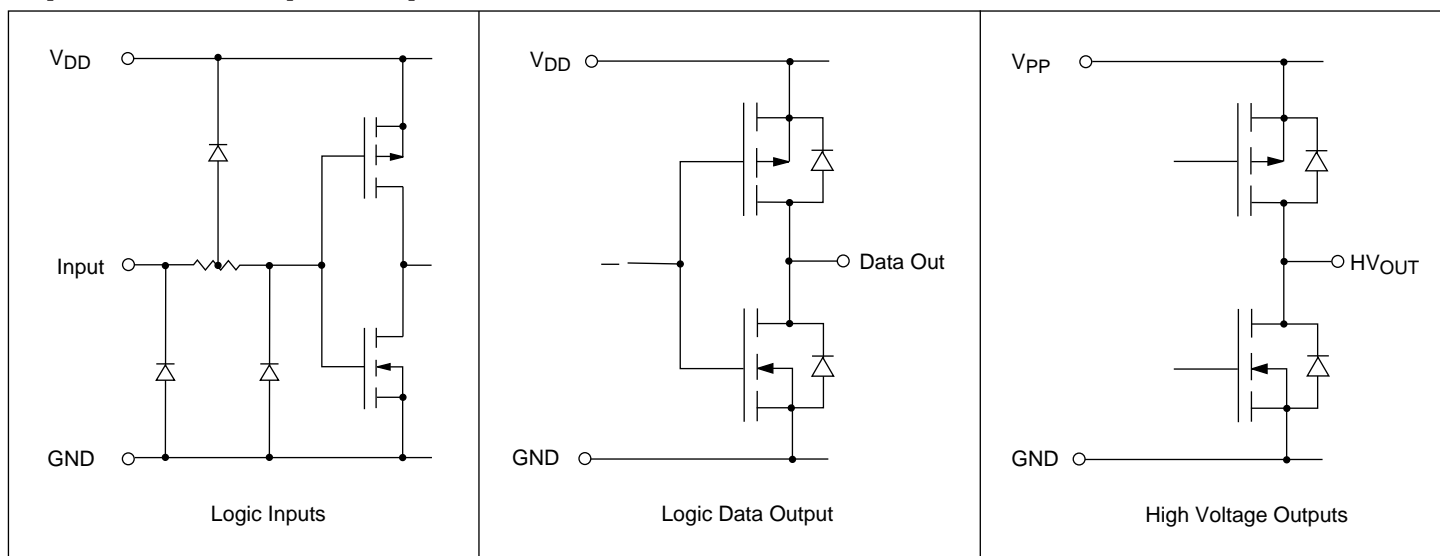 VDD
Input
GND
Logic Inputs
VDD
Data Out
GND
Logic Data Output
VPP
HVOUT
GND
High Voltage Outputs